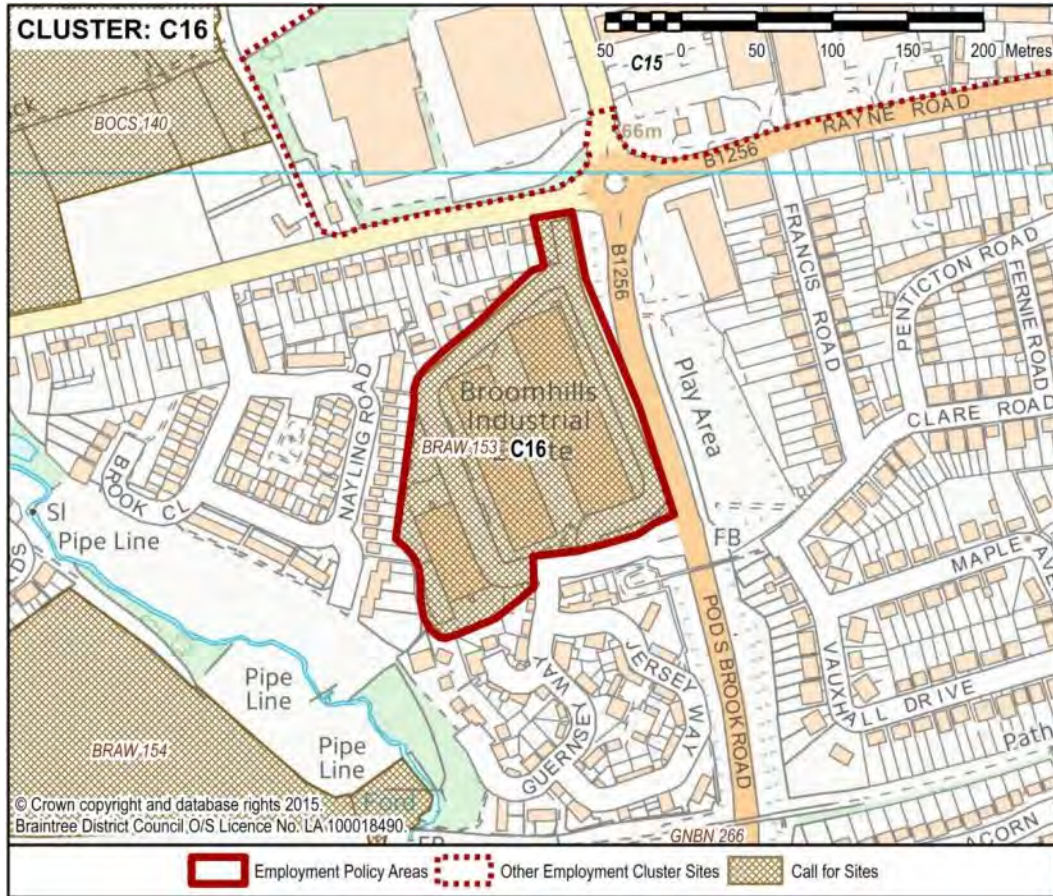 CLUSTER: C16
50 0 50 100 150 200 Metres
C15
BOCS 140
66m
RAYNE ROAD
B1256
B1256
FRANCIS ROAD
PENTICTON ROAD
FERNIE ROAD
CLARE ROAD
Play Area
Broomhills
Industrial
BRAW 153
C16
NAYLING ROAD
BROOK CL
SI
Pipe Line
FB
MAPLE AVE
VAUXHALL DRIVE
PODS BROOK ROAD
JERSEY WAY
GUERNSEY WAY
Pipe
Line
Pipe
Line
BRAW 154
Path
Ford
GNBN 266
ACORN
DS
© Crown copyright and database rights 2015.
Braintree District Council O/S Licence No. LA 100018490.
Employment Policy Areas
Other Employment Cluster Sites
Call for Sites